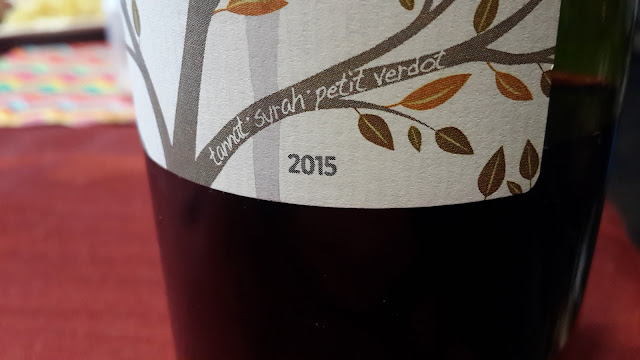 tannat · syrah · petit verdot
2015